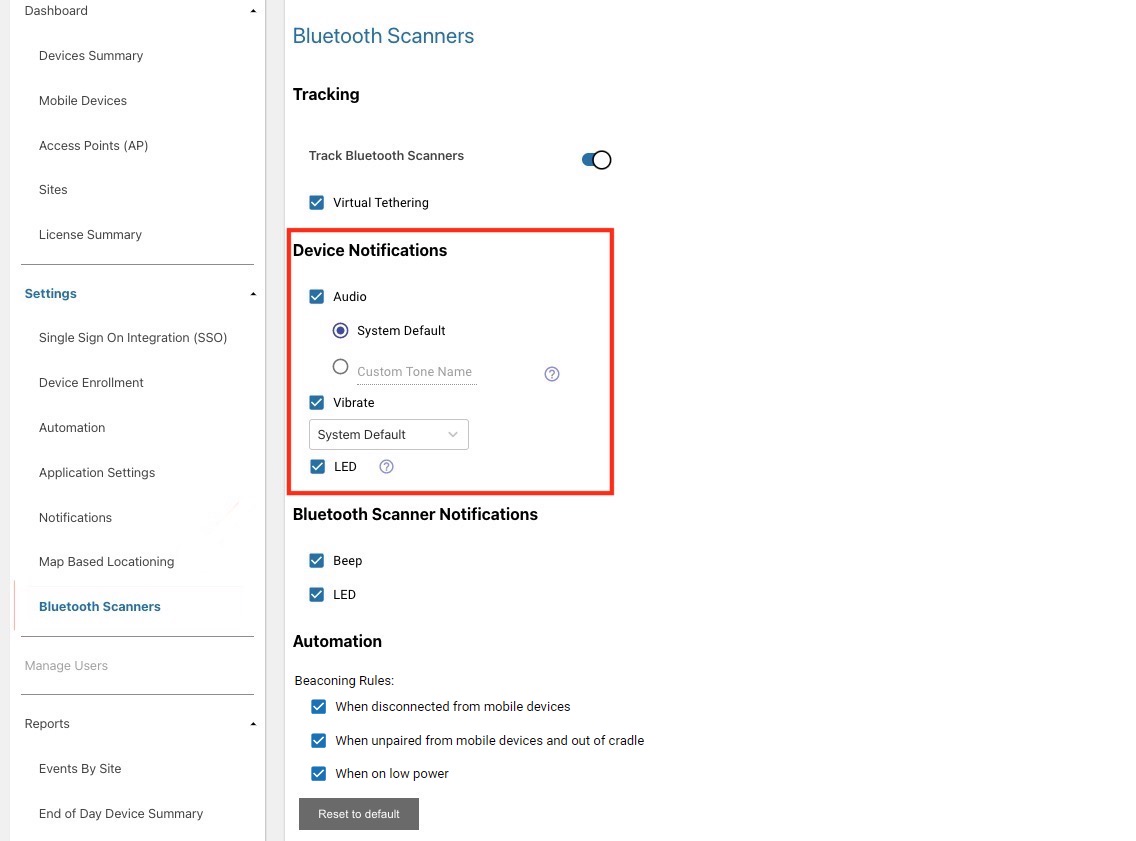 Dashboard
Devices Summary
Mobile Devices
Access Points (AP)
Sites
License Summary
Settings
Single Sign On Integration (SSO)
Device Enrollment
Automation
Application Settings
Notifications
Map Based Locationing
Bluetooth Scanners
Manage Users
Reports
Events By Site
End of Day Device Summary
Bluetooth Scanners
Tracking
Track Bluetooth Scanners
Virtual Tethering
Device Notifications
Audio
System Default
Custom Tone Name ?
Vibrate
System Default
LED ?
Bluetooth Scanner Notifications
Beep
LED
Automation
Beaconing Rules:
When disconnected from mobile devices
When unpaired from mobile devices and out of cradle
When on low power
Reset to default